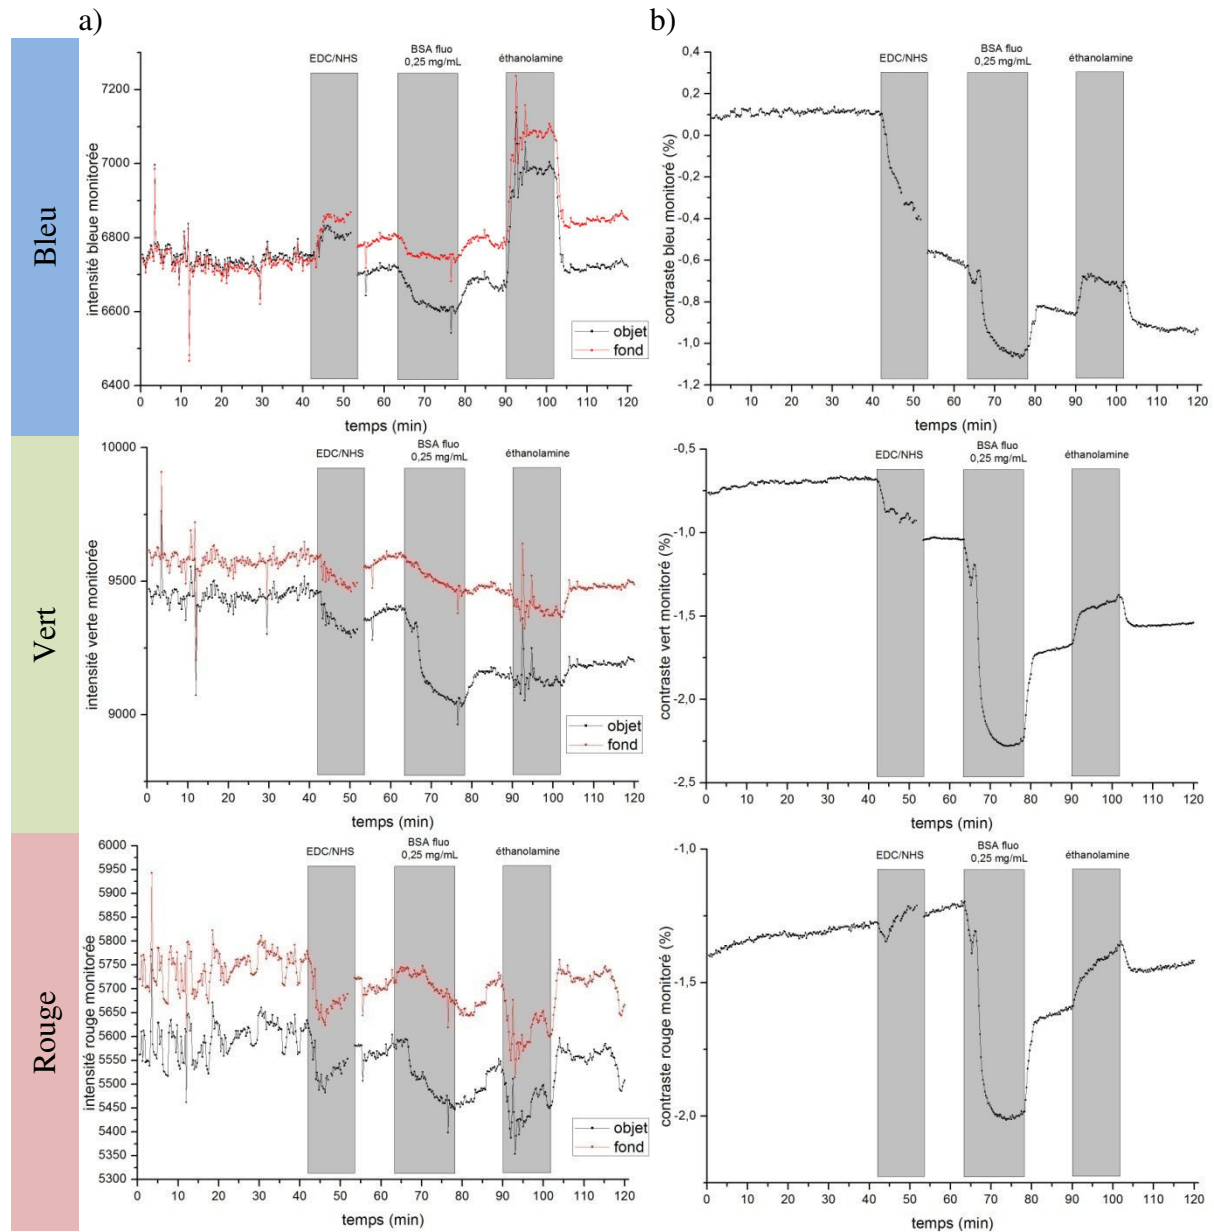 a)
b)
Bleu
EDC/NHS
BSA fluo
0,25 mg/mL
éthanolamine
intensité bleue monitorée
7200
7000
6800
6600
6400
objet
fond
0 10 20 30 40 50 60 70 80 90 100 110 120
temps (min)
EDC/NHS
BSA fluo
0,25 mg/mL
éthanolamine
contraste bleu monitoré (%)
0,4
0,2
0,0
-0,2
-0,4
-0,6
-0,8
-1,0
-1,2
0 10 20 30 40 50 60 70 80 90 100 110 120
temps (min)
Vert
EDC/NHS
BSA fluo
0,25 mg/mL
éthanolamine
intensité verte monitorée
10000
9500
9000
objet
fond
0 10 20 30 40 50 60 70 80 90 100 110 120
temps (min)
EDC/NHS
BSA fluo
0,25 mg/mL
éthanolamine
contraste vert monitoré (%)
-0,5
-1,0
-1,5
-2,0
-2,5
0 10 20 30 40 50 60 70 80 90 100 110 120
temps (min)
Rouge
EDC/NHS
BSA fluo
0,25 mg/mL
éthanolamine
intensité rouge monitorée
6000
5950
5900
5850
5800
5750
5700
5650
5600
5550
5500
5450
5400
5350
5300
objet
fond
0 10 20 30 40 50 60 70 80 90 100 110 120
temps (min)
EDC/NHS
BSA fluo
0,25 mg/mL
éthanolamine
contraste rouge monitoré (%)
-1,0
-1,5
-2,0
0 10 20 30 40 50 60 70 80 90 100 110 120
temps (min)